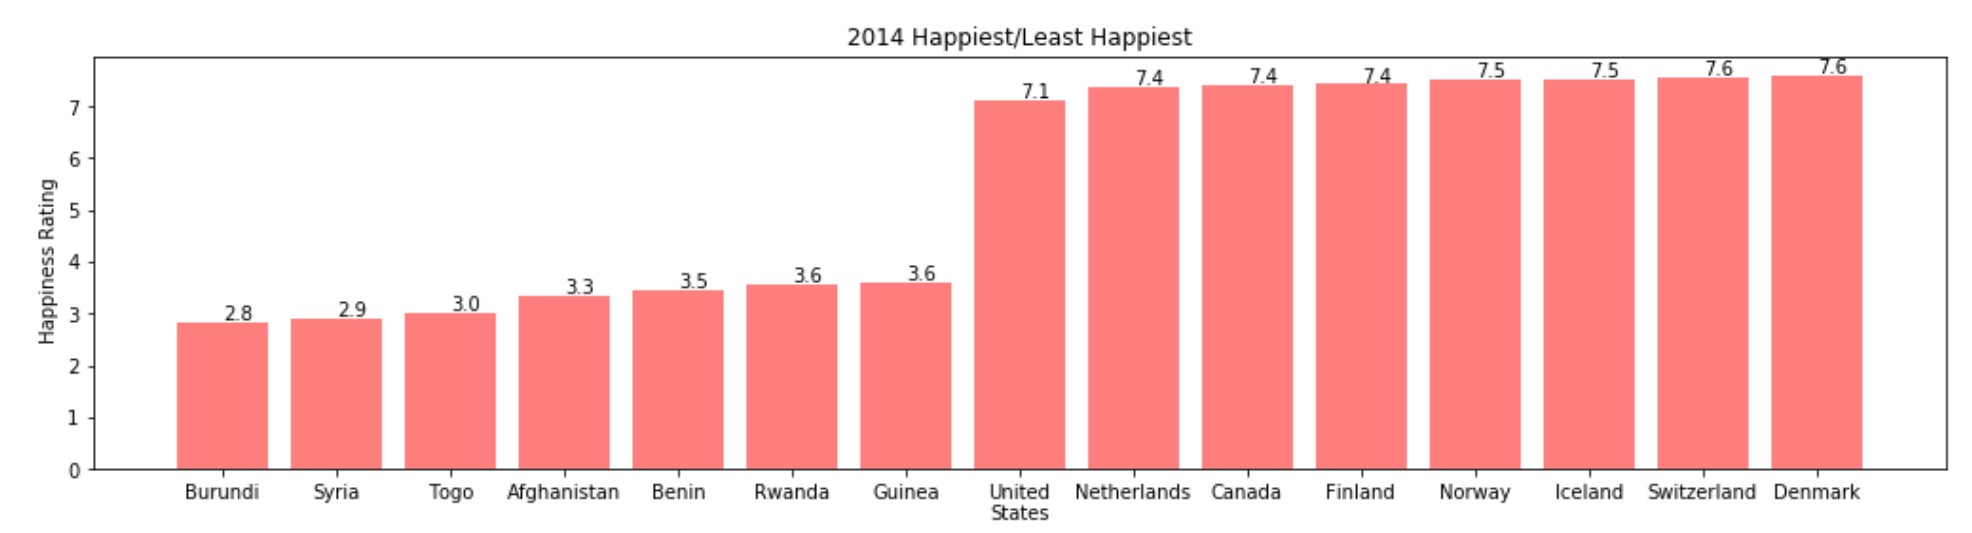 2014 Happiest/Least Happiest
Happiness Rating
7
6
5
4
3
2
1
0
2.8
2.9
3.0
3.3
3.5
3.6
3.6
7.1
7.4
7.4
7.4
7.5
7.5
7.6
7.6
Burundi
Syria
Togo
Afghanistan
Benin
Rwanda
Guinea
United
States
Netherlands
Canada
Finland
Norway
Iceland
Switzerland
Denmark